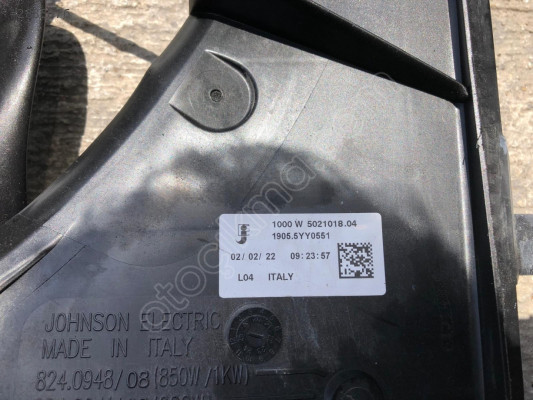 1000 W 5021018.04
1905.5YY0551
02/ 02/ 22 09:23:57
L04 ITALY
JOHNSON ELECTRIC
MADE IN ITALY
824.0948/08 (850W/1KW)